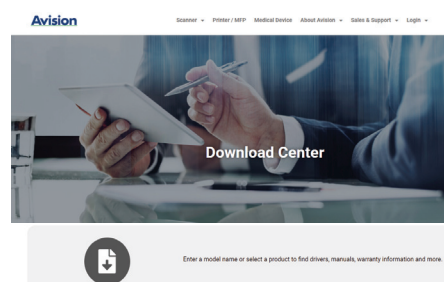 Avision
Scanner Printer / MFP Medical Device About Avision Sales & Support Login
Download Center
Enter a model name or select a product to find drivers, manuals, warranty information and more.